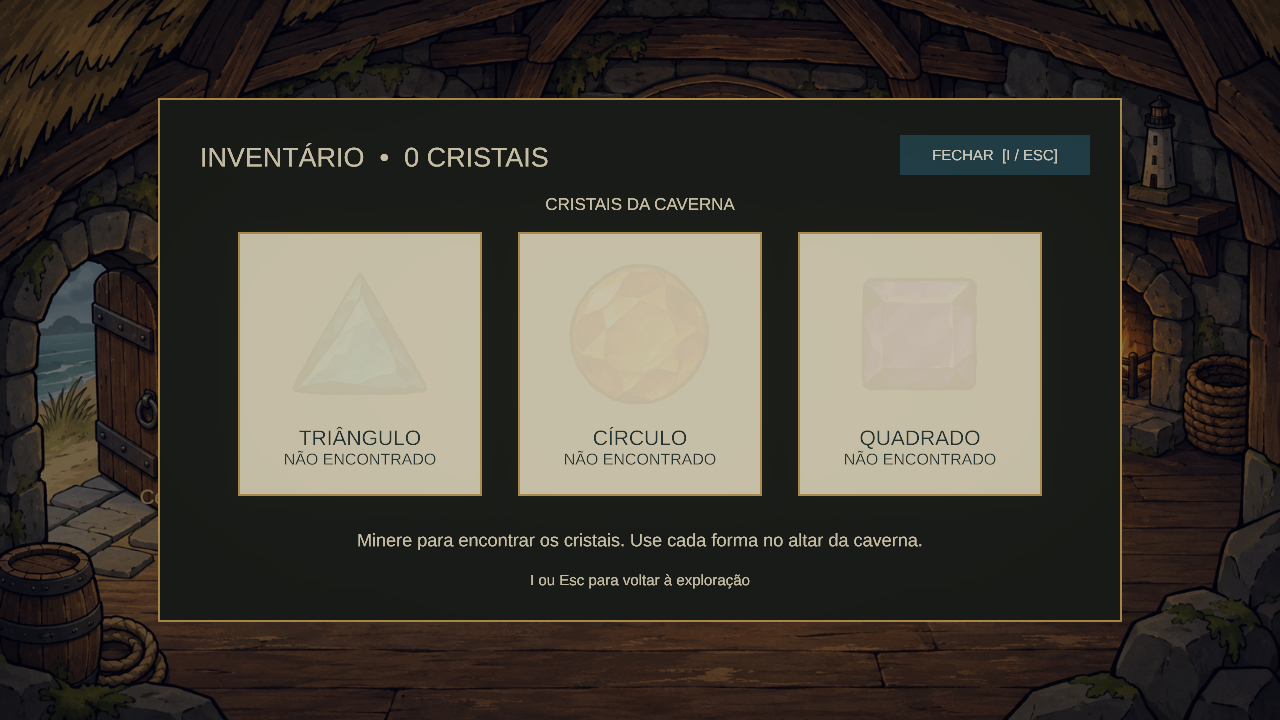 INVENTÁRIO • 0 CRISTAIS
FECHAR [I / ESC]
CRISTAIS DA CAVERNA
TRIÂNGULO
NÃO ENCONTRADO
CÍRCULO
NÃO ENCONTRADO
QUADRADO
NÃO ENCONTRADO
Minere para encontrar os cristais. Use cada forma no altar da caverna.
I ou Esc para voltar à exploração